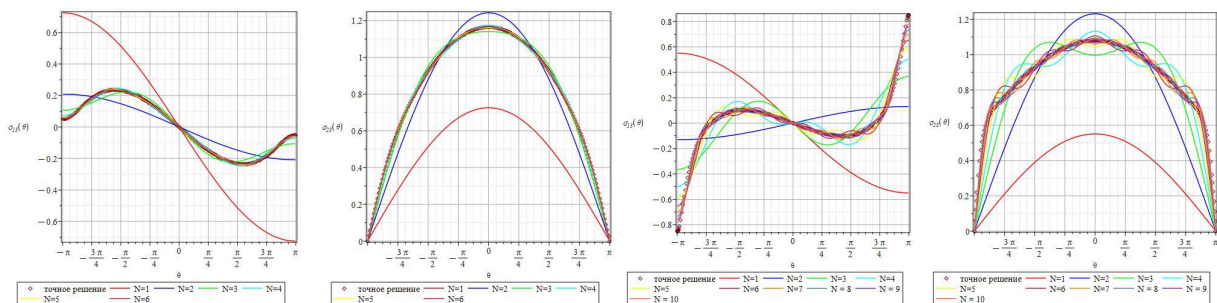 0.6
0.4
0.2
σ₁₃(θ) 0
−0.2
−0.4
−0.6
−π −3π/4 −π/2 0 π/4 π/2 3π/4 π
θ
точное решение N=1 N=2 N=3 N=4
N=5 N=6
1.2
1
0.8
σ₂₃(θ) 0.6
0.4
0.2
0
−π −3π/4 −π/2 0 π/4 π/2 3π/4 π
θ
точное решение N=1 N=2 N=3 N=4
N=5 N=6
0.8
0.6
0.4
0.2
σ₁₃(θ) 0
−0.2
−0.4
−0.6
−0.8
−π −3π/4 −π/2 0 π/4 π/2 3π/4 π
θ
точное решение N=1 N=2 N=3 N=4
N=5 N=6 N=7 N = 8 N = 9
N = 10
1.2
1
0.8
σ₂₃(θ) 0.6
0.4
0.2
0
−π −3π/4 −π/2 0 π/4 π/2 3π/4 π
θ
точное решение N=1 N=2 N=3 N=4
N=5 N=6 N=7 N = 8 N = 9
N = 10